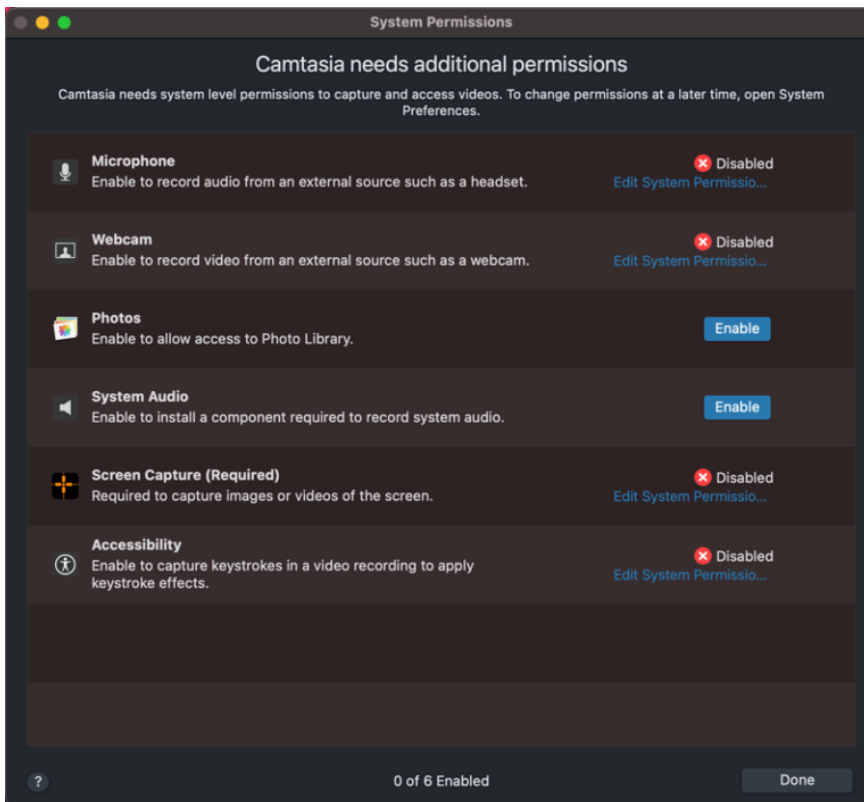 System Permissions
Camtasia needs additional permissions
Camtasia needs system level permissions to capture and access videos. To change permissions at a later time, open System
Preferences.
Microphone
Enable to record audio from an external source such as a headset.
Disabled
Edit System Permissio...
Webcam
Enable to record video from an external source such as a webcam.
Disabled
Edit System Permissio...
Photos
Enable to allow access to Photo Library.
Enable
System Audio
Enable to install a component required to record system audio.
Enable
Screen Capture (Required)
Required to capture images or videos of the screen.
Disabled
Edit System Permissio...
Accessibility
Enable to capture keystrokes in a video recording to apply
keystroke effects.
Disabled
Edit System Permissio...
?
0 of 6 Enabled
Done